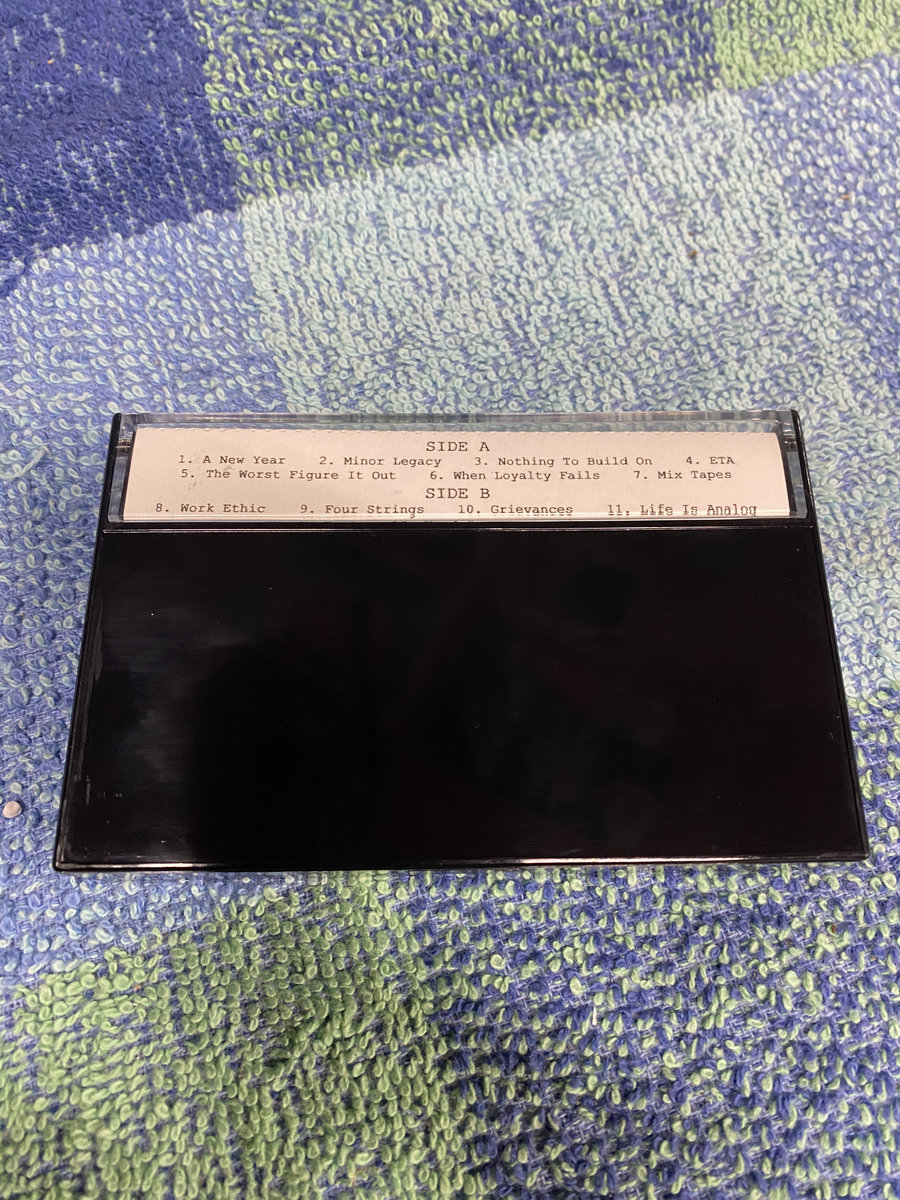 SIDE A
1. A New Year 2. Minor Legacy 3. Nothing To Build On 4. ETA
5. The Worst Figure It Out 6. When Loyalty Fails 7. Mix Tapes
SIDE B
8. Work Ethic 9. Four Strings 10. Grievances 11. Life Is Analog